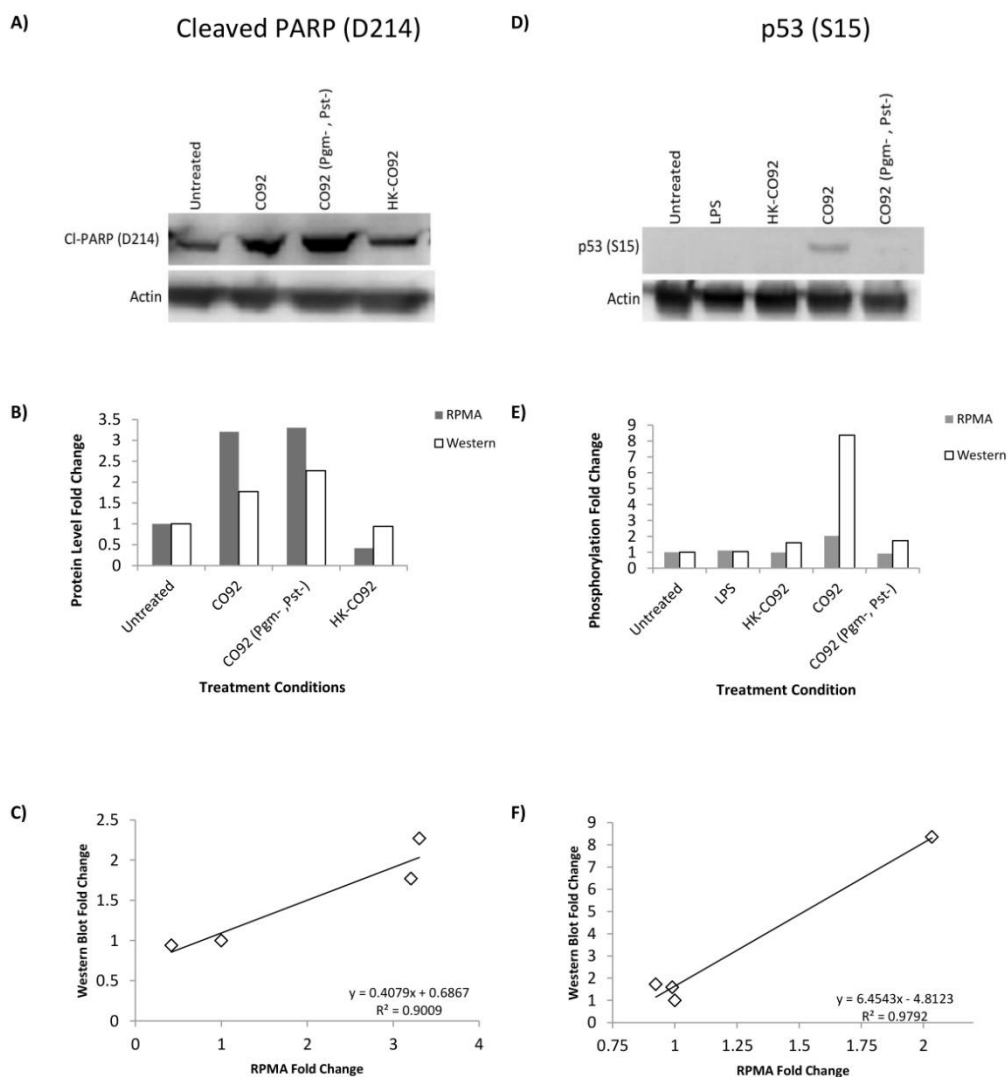 A)
Cleaved PARP (D214)
Untreated
CO92
CO92 (Pgm- , Pst-)
HK-CO92
Cl-PARP (D214)
Actin
B)
Protein Level Fold Change
3.5
3
2.5
2
1.5
1
0.5
0
RPMA
Western
Untreated
CO92
CO92 (Pgm- ,Pst-)
HK-CO92
Treatment Conditions
C)
Western Blot Fold Change
2.5
2
1.5
1
0.5
0
y = 0.4079x + 0.6867
R² = 0.9009
0
1
2
3
4
RPMA Fold Change
D)
p53 (S15)
Untreated
LPS
HK-CO92
CO92
CO92 (Pgm- , Pst-)
p53 (S15)
Actin
E)
Phosphorylation Fold Change
9
8
7
6
5
4
3
2
1
0
RPMA
Western
Untreated
LPS
HK-CO92
CO92
CO92 (Pgm-, Pst-)
Treatment Condition
F)
Western Blot Fold Change
9
8
7
6
5
4
3
2
1
0
y = 6.4543x - 4.8123
R² = 0.9792
0.75
1
1.25
1.5
1.75
2
RPMA Fold Change